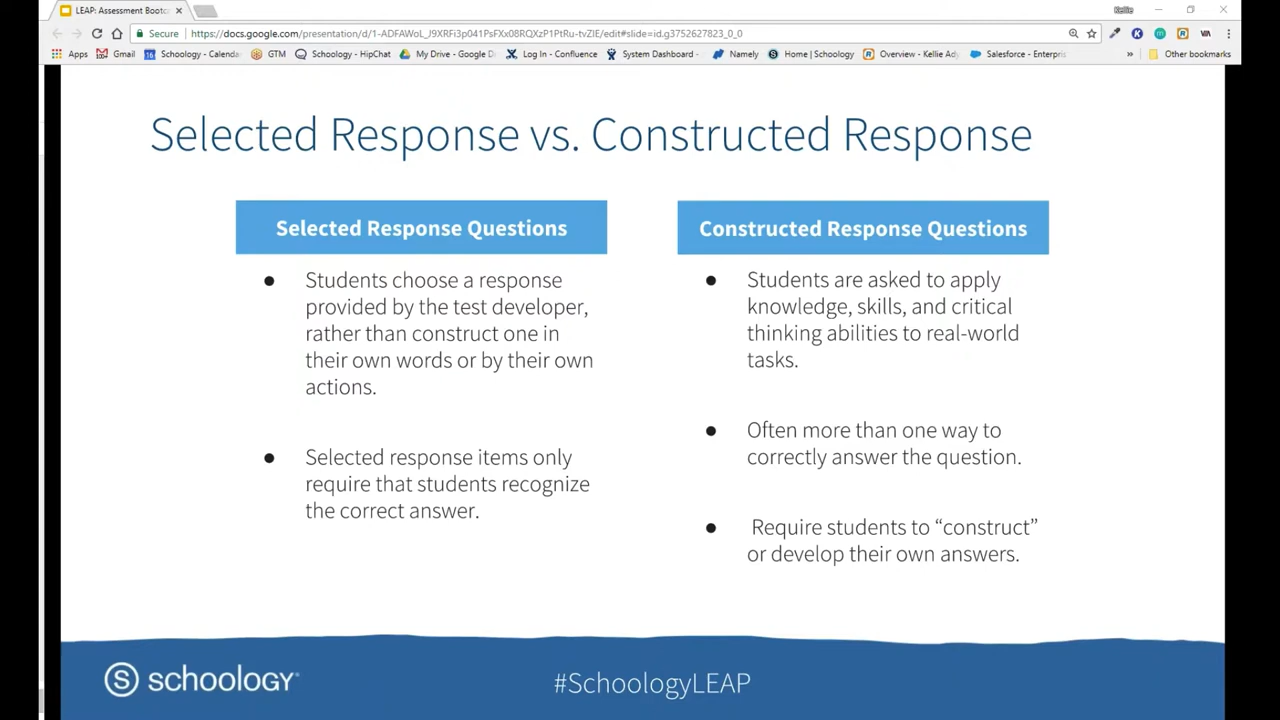 LEAP: Assessment Bootc
Kellie
Secure
https://docs.google.com/presentation/d/1-ADFAWoL_J9XRFi3p041PsFXx08RQXzP1PtRu-tvZIE/edit#slide=id.g3752627823_0_0
Apps Gmail Schoology - Calenda GTM Schoology - HipChat My Drive - Google D Log In - Confluence System Dashboard - Namely Home | Schoology Overview - Kellie Ady Salesforce - Enterpris » Other bookmarks
Selected Response vs. Constructed Response
Selected Response Questions
● Students choose a response
provided by the test developer,
rather than construct one in
their own words or by their own
actions.
● Selected response items only
require that students recognize
the correct answer.
Constructed Response Questions
● Students are asked to apply
knowledge, skills, and critical
thinking abilities to real-world
tasks.
● Often more than one way to
correctly answer the question.
● Require students to “construct”
or develop their own answers.
S schoology
#SchoologyLEAP